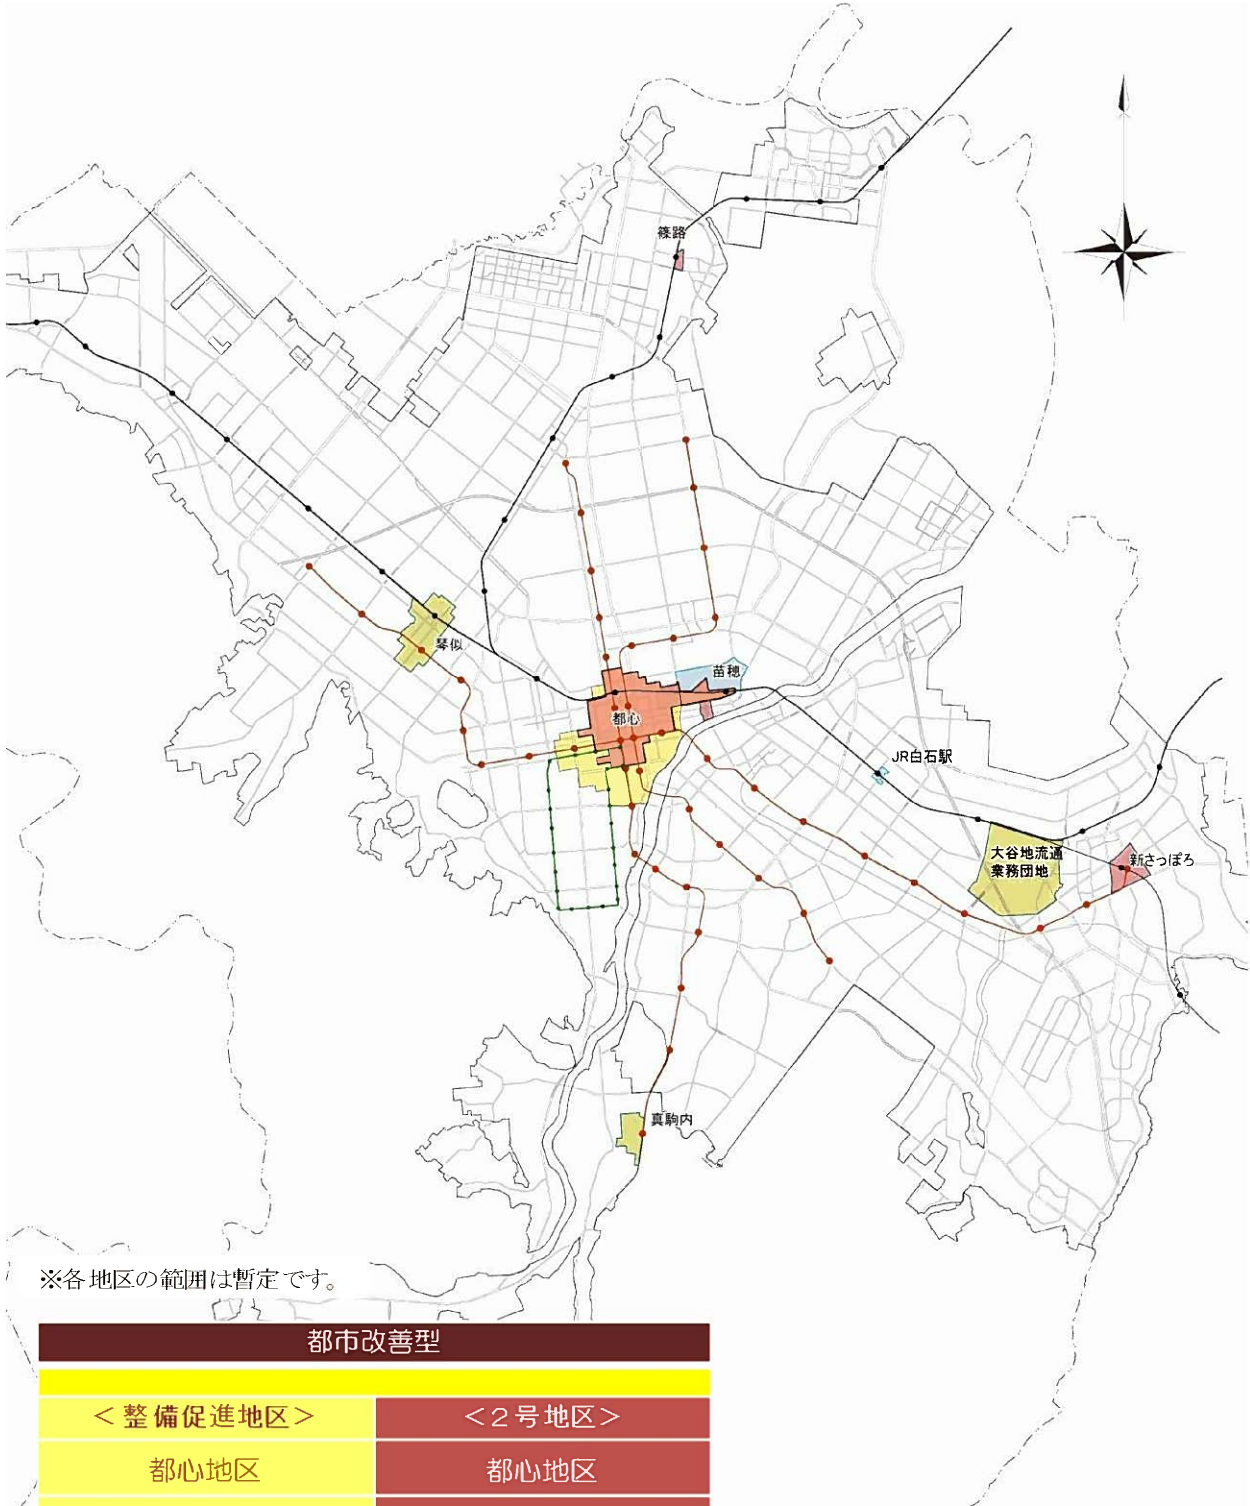 篠路
琴似
苗穂
都心
JR白石駅
大谷地流通
業務団地
新さっぽろ
真駒内
※各地区の範囲は暫定です。
都市改善型
＜整備促進地区＞
＜２号地区＞
都心地区
都心地区